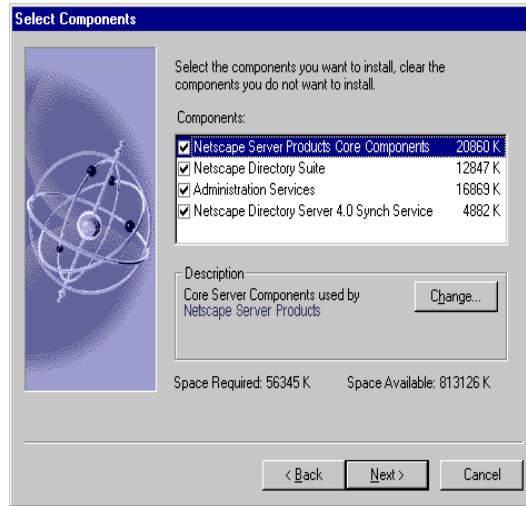 Select Components
Select the components you want to install, clear the
components you do not want to install.
Components:
Netscape Server Products Core Components 20860 K
Netscape Directory Suite 12847 K
Administration Services 16869 K
Netscape Directory Server 4.0 Synch Service 4882 K
Description
Core Server Components used by
Netscape Server Products
Change...
Space Required: 56345 K Space Available: 813126 K
< Back Next > Cancel